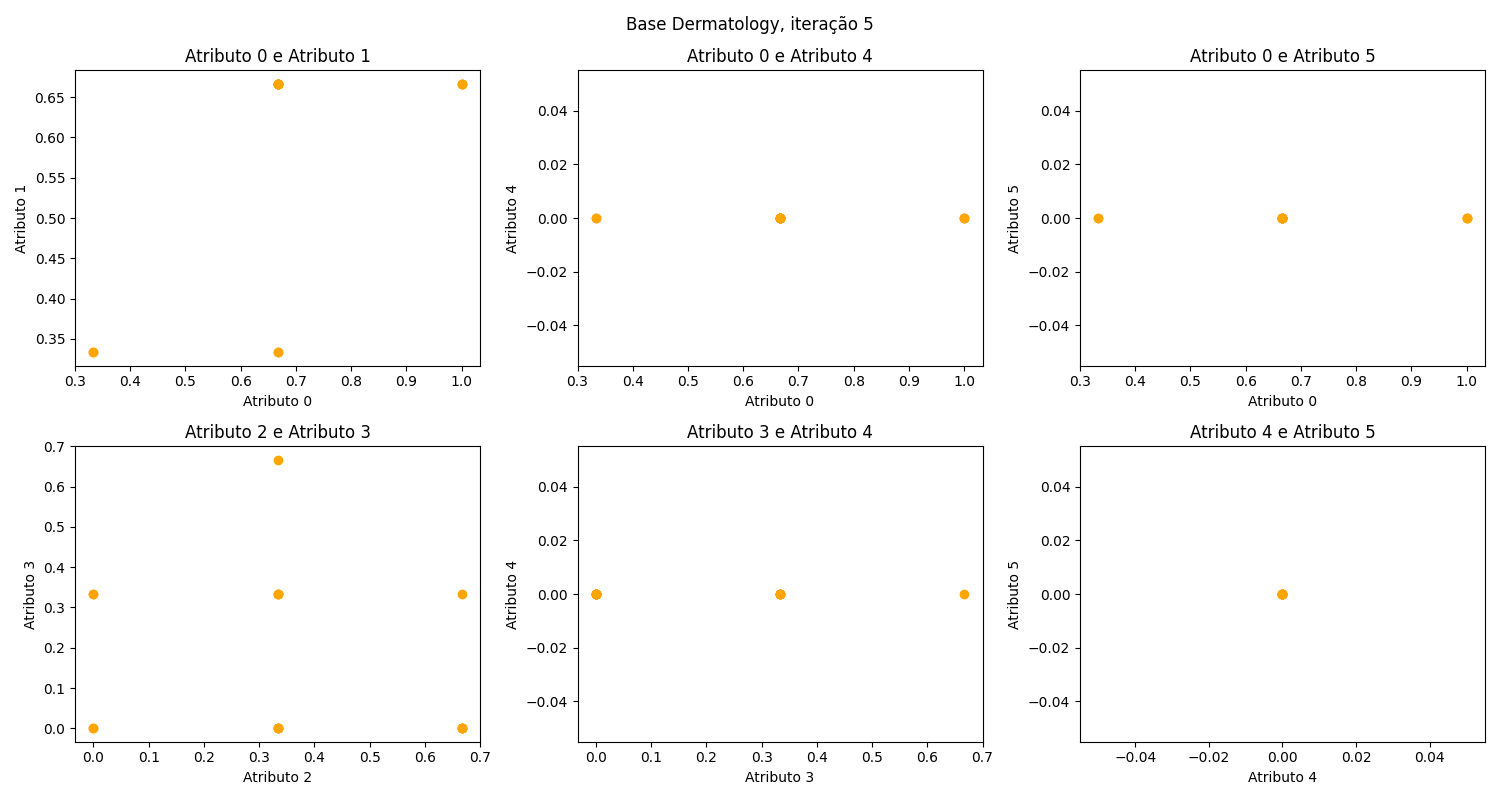 Base Dermatology, iteração 5
Atributo 0 e Atributo 1
0.65
0.60
0.55
0.50
0.45
0.40
0.35
Atributo 1
0.3 0.4 0.5 0.6 0.7 0.8 0.9 1.0
Atributo 0
Atributo 0 e Atributo 4
0.04
0.02
0.00
−0.02
−0.04
Atributo 4
0.3 0.4 0.5 0.6 0.7 0.8 0.9 1.0
Atributo 0
Atributo 0 e Atributo 5
0.04
0.02
0.00
−0.02
−0.04
Atributo 5
0.3 0.4 0.5 0.6 0.7 0.8 0.9 1.0
Atributo 0
Atributo 2 e Atributo 3
0.7
0.6
0.5
0.4
0.3
0.2
0.1
0.0
Atributo 3
0.0 0.1 0.2 0.3 0.4 0.5 0.6 0.7
Atributo 2
Atributo 3 e Atributo 4
0.04
0.02
0.00
−0.02
−0.04
Atributo 4
0.0 0.1 0.2 0.3 0.4 0.5 0.6 0.7
Atributo 3
Atributo 4 e Atributo 5
0.04
0.02
0.00
−0.02
−0.04
Atributo 5
−0.04 −0.02 0.00 0.02 0.04
Atributo 4